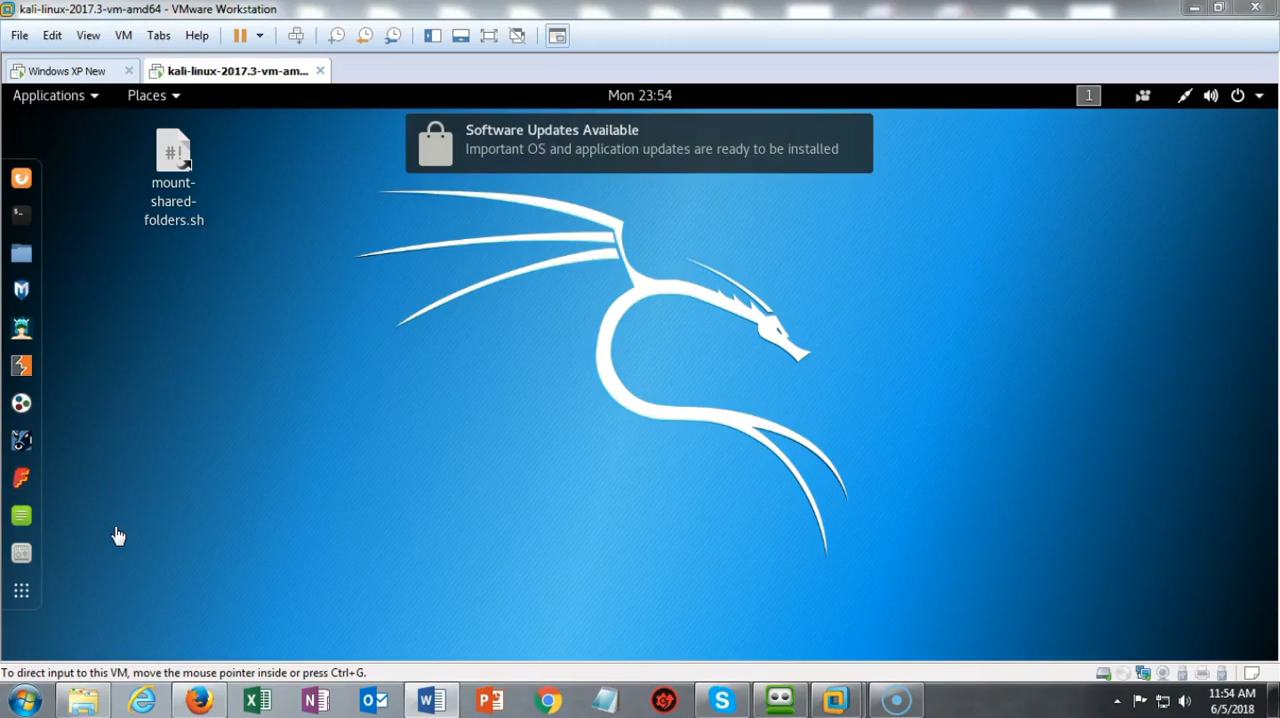 kali-linux-2017.3-vm-amd64 - VMware Workstation
File Edit View VM Tabs Help
Windows XP New kali-linux-2017.3-vm-am...
Applications Places Mon 23:54 1
Software Updates Available
Important OS and application updates are ready to be installed
#!
mount-
shared-
folders.sh
To direct input to this VM, move the mouse pointer inside or press Ctrl+G.
11:54 AM
6/5/2018